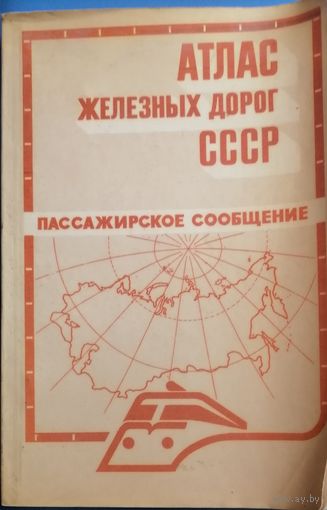 АТЛАС
ЖЕЛЕЗНЫХ ДОРОГ
СССР
ПАССАЖИРСКОЕ СООБЩЕНИЕ